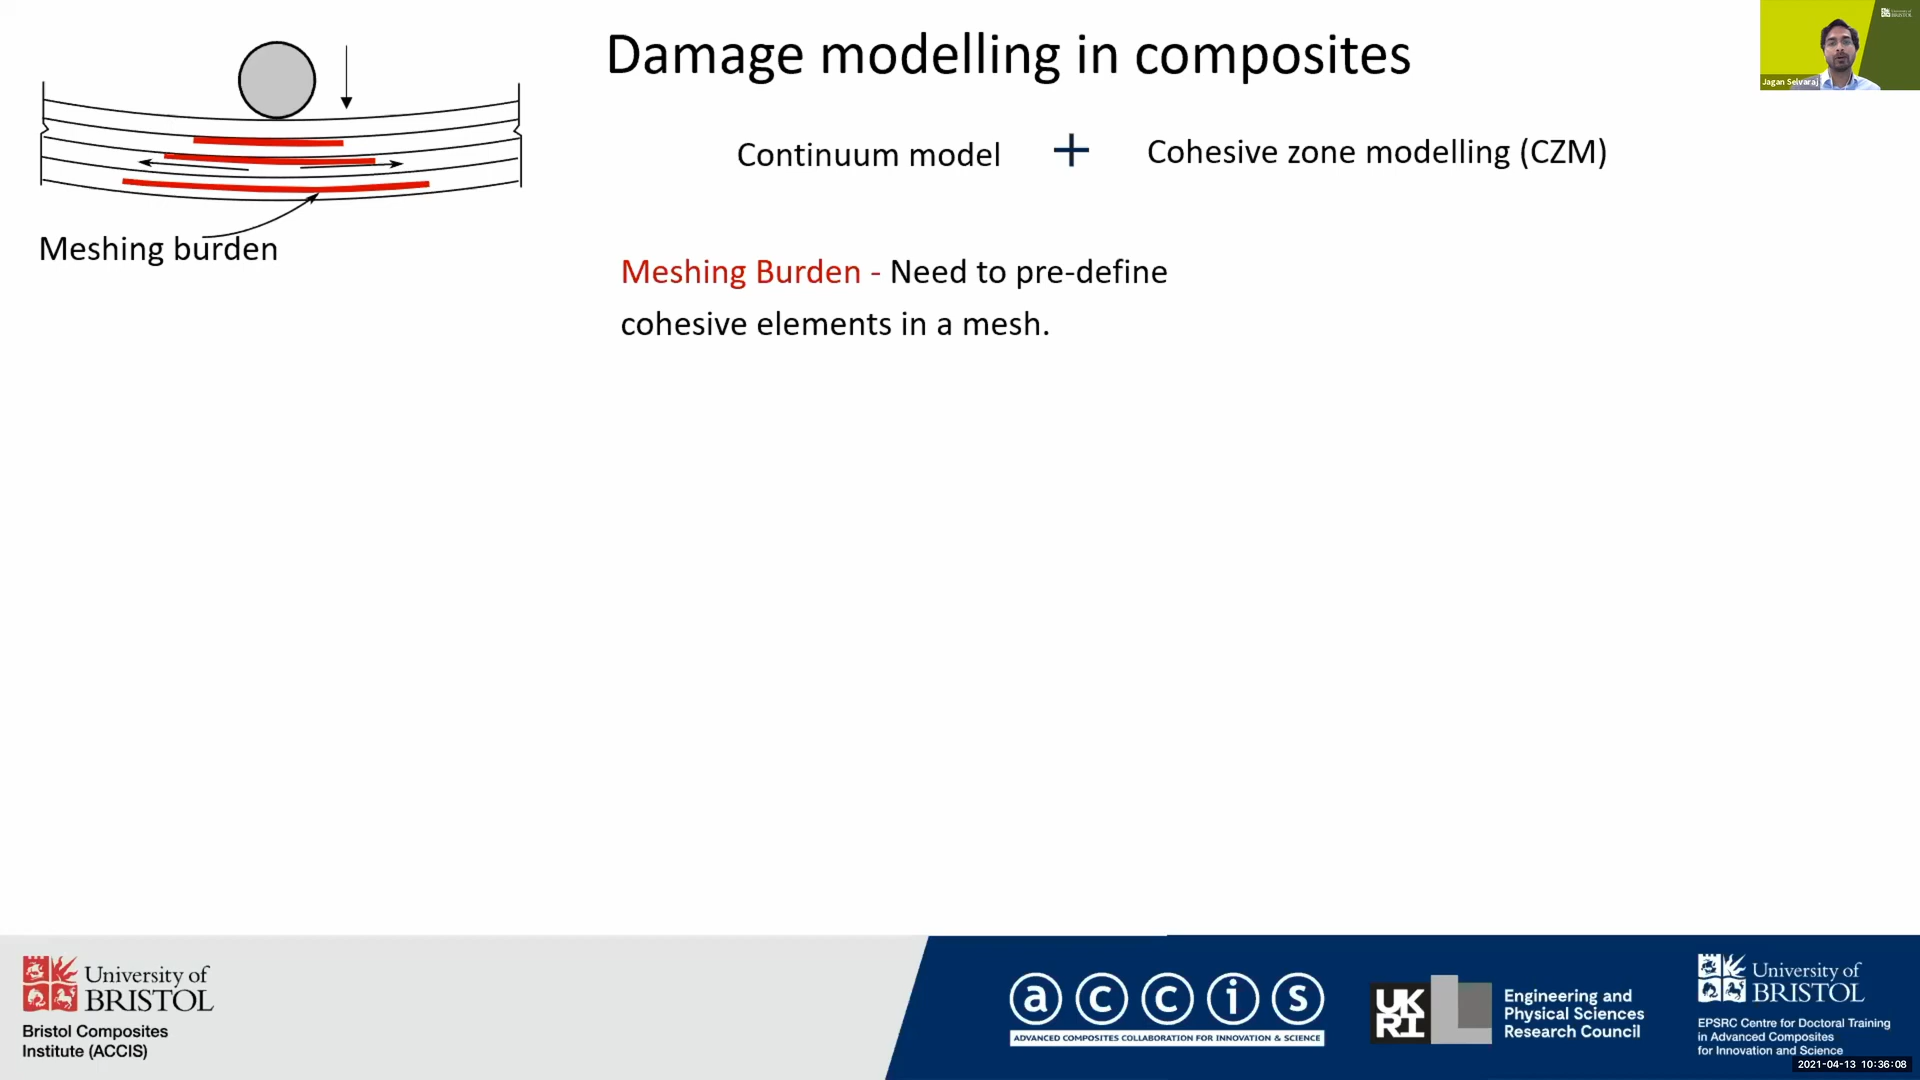 Damage modelling in composites
Jagan Selvaraj
Continuum model + Cohesive zone modelling (CZM)
Meshing burden
Meshing Burden - Need to pre-define
cohesive elements in a mesh.
University of
BRISTOL
Bristol Composites
Institute (ACCIS)
accis
ADVANCED COMPOSITES COLLABORATION FOR INNOVATION & SCIENCE
UK
RI
Engineering and
Physical Sciences
Research Council
University of
BRISTOL
EPSRC Centre for Doctoral Training
in Advanced Composites
for Innovation and Science
2021-04-13 10:36:08